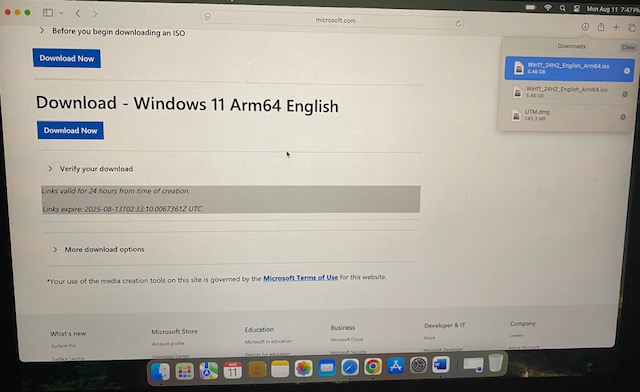 Mon Aug 11 7:47 PM
microsoft.com
Before you begin downloading an ISO
Download Now
Downloads
Clear
Win11_24H2_English_Arm64.iso
5.46 GB
Win11_24H2_English_Arm64.iso
5.46 GB
UTM.dmg
245.3 MB
Download - Windows 11 Arm64 English
Download Now
Verify your download
Links valid for 24 hours from time of creation.
Links expire: 2025-08-13T02:33:10.0067361Z UTC
More download options
*Your use of the media creation tools on this site is governed by the Microsoft Terms of Use for this website.
What's new
Surface Pro
Surface Laptop
Microsoft Store
Account profile
Download Center
Education
Microsoft in education
Devices for education
Business
Microsoft Cloud
Microsoft Security
Developer & IT
Azure
Company
Careers
About Microsoft
11